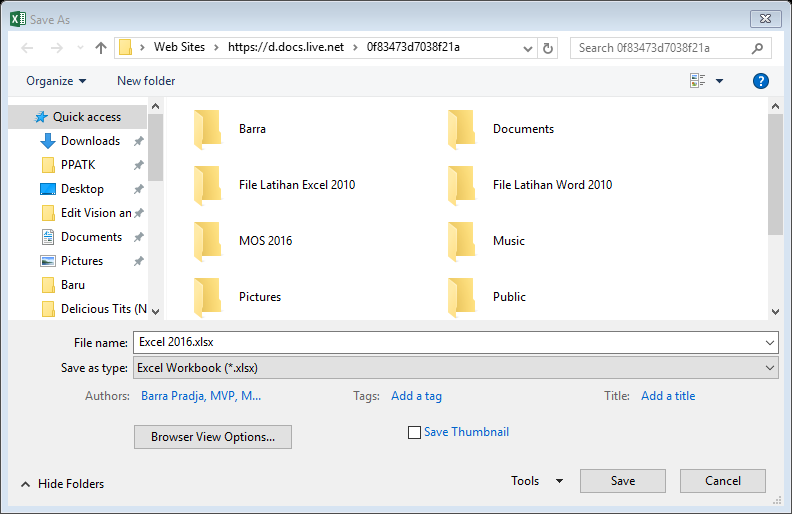 Save As
Web Sites > https://d.docs.live.net > 0f83473d7038f21a
Search 0f83473d7038f21a
Organize
New folder
?
Quick access
Downloads
PPATK
Desktop
Edit Vision an
Documents
Pictures
Baru
Delicious Tits (N
Barra
Documents
File Latihan Excel 2010
File Latihan Word 2010
MOS 2016
Music
Pictures
Public
File name: Excel 2016.xlsx
Save as type: Excel Workbook (*.xlsx)
Authors: Barra Pradja, MVP, M...
Tags: Add a tag
Title: Add a title
Browser View Options...
Save Thumbnail
Hide Folders
Tools
Save
Cancel